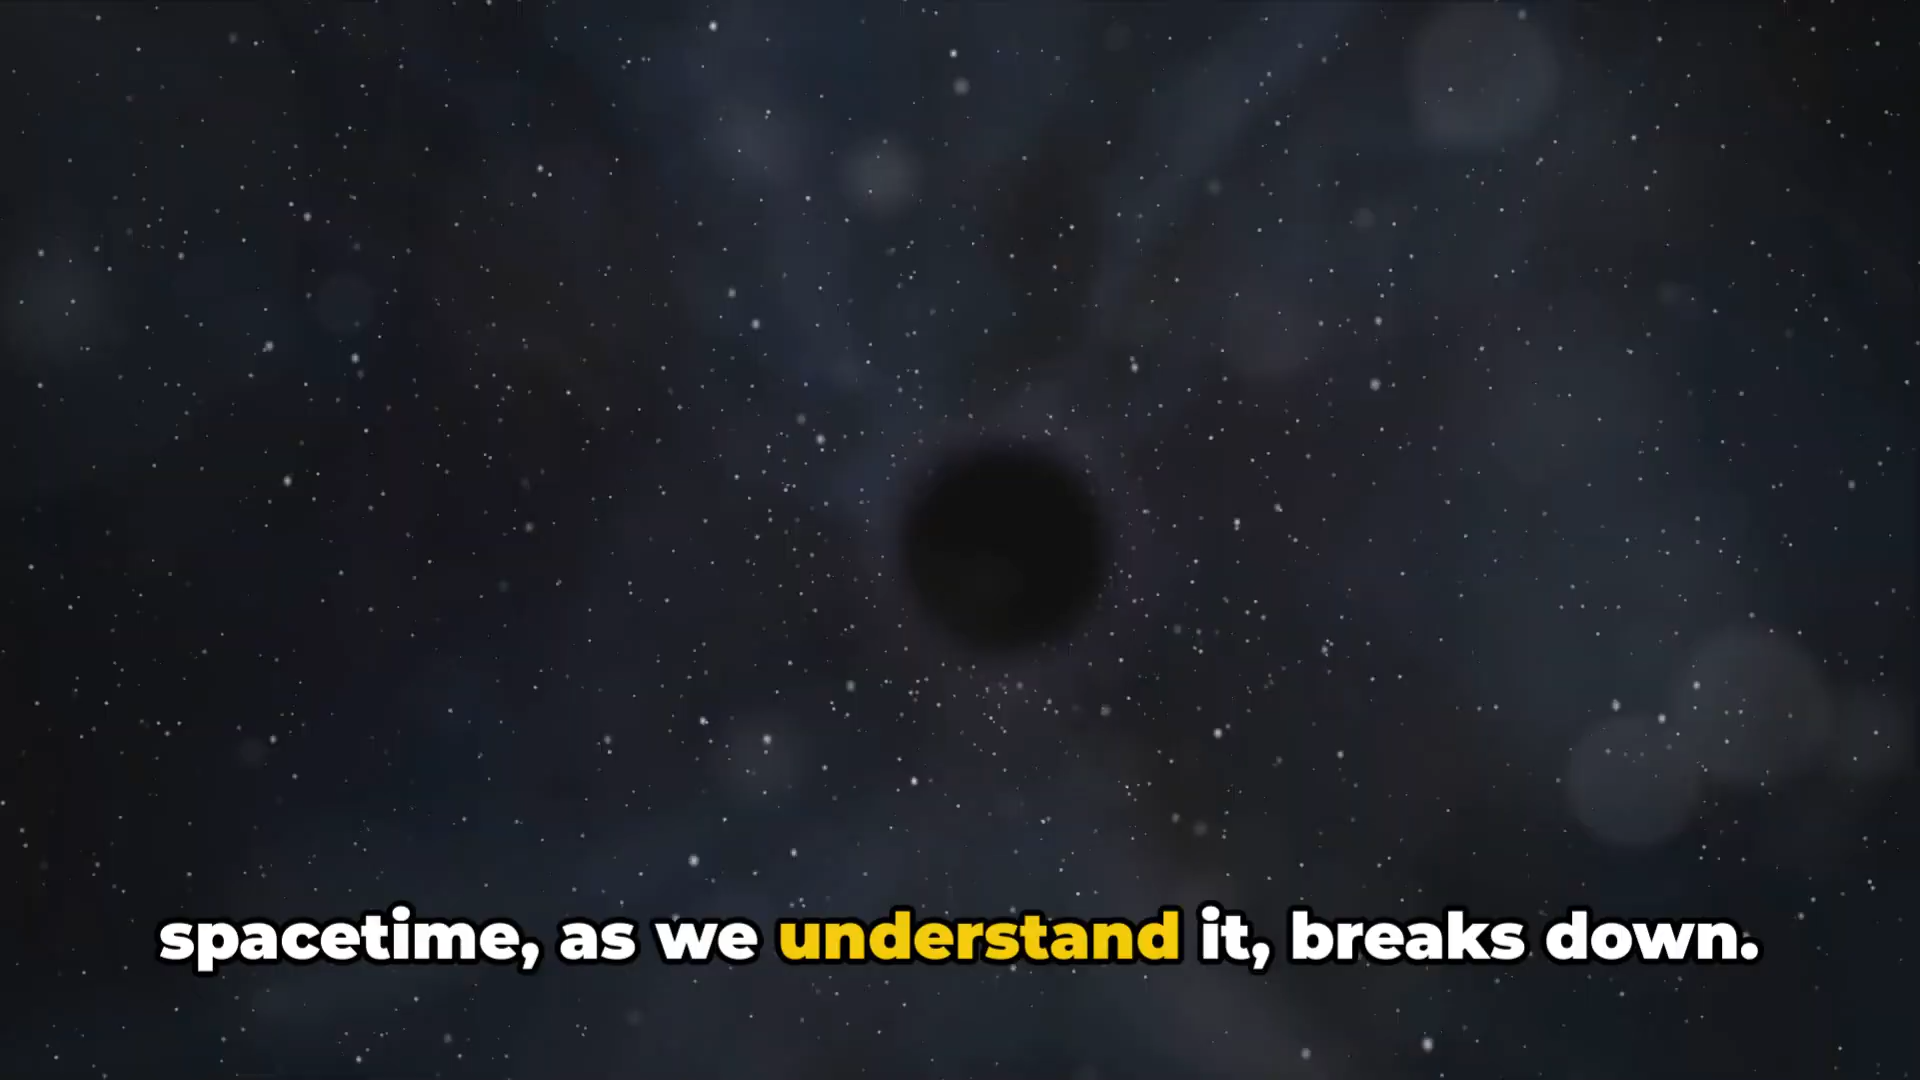 spacetime, as we understand it, breaks down.